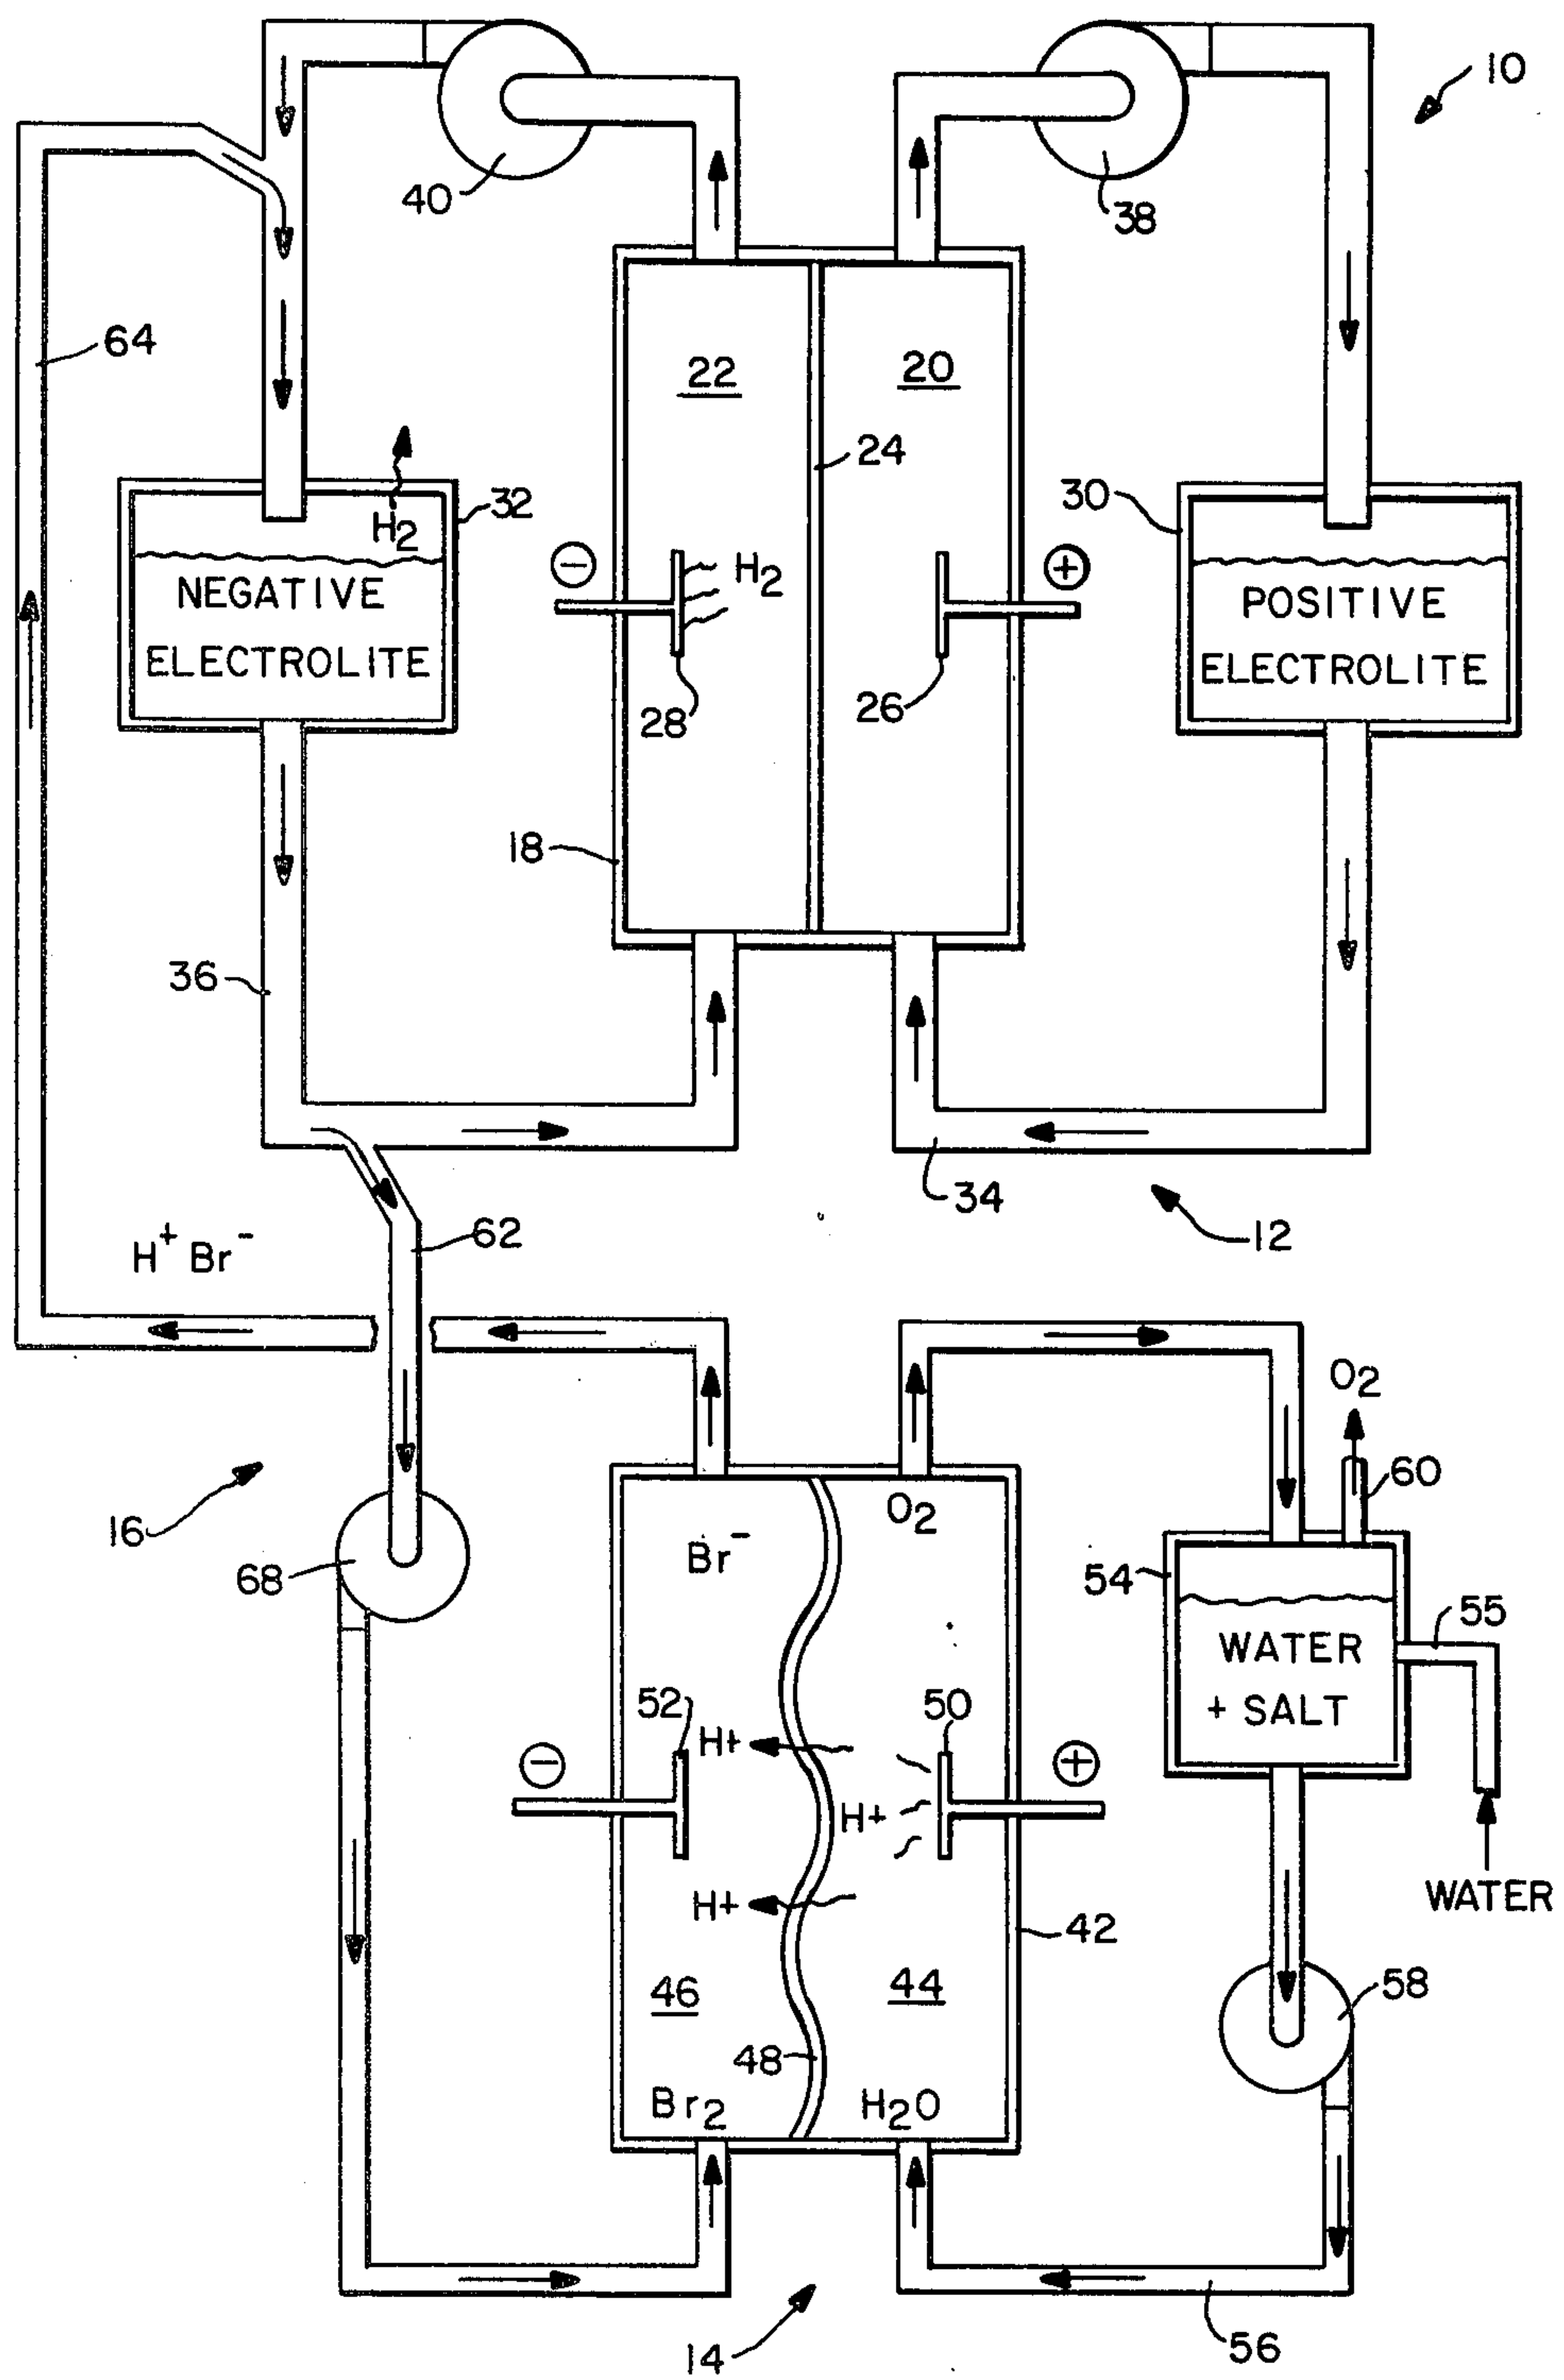 10
40
38
64
22
20
24
H2
32
30
NEGATIVE
ELECTROLITE
−
H2
+
POSITIVE
ELECTROLITE
28
26
18
36
34
12
62
H+ Br−
O2
60
16
68
Br−
O2
54
55
WATER
+ SALT
52
50
H+
−
+
H+
H+
WATER
42
46
44
58
48
Br2
H2O
14
56